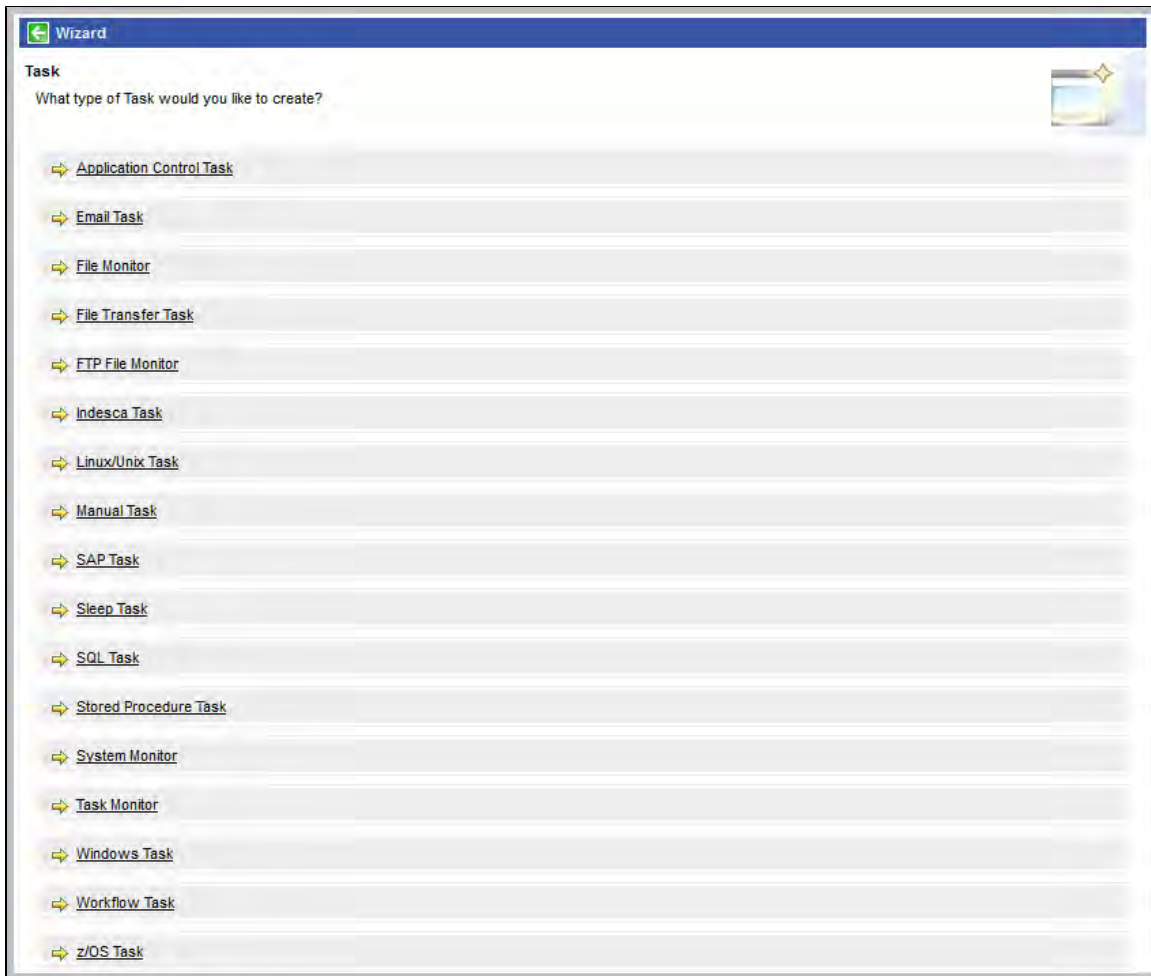 Wizard
Task
What type of Task would you like to create?
Application Control Task
Email Task
File Monitor
File Transfer Task
FTP File Monitor
Indesca Task
Linux/Unix Task
Manual Task
SAP Task
Sleep Task
SQL Task
Stored Procedure Task
System Monitor
Task Monitor
Windows Task
Workflow Task
z/OS Task